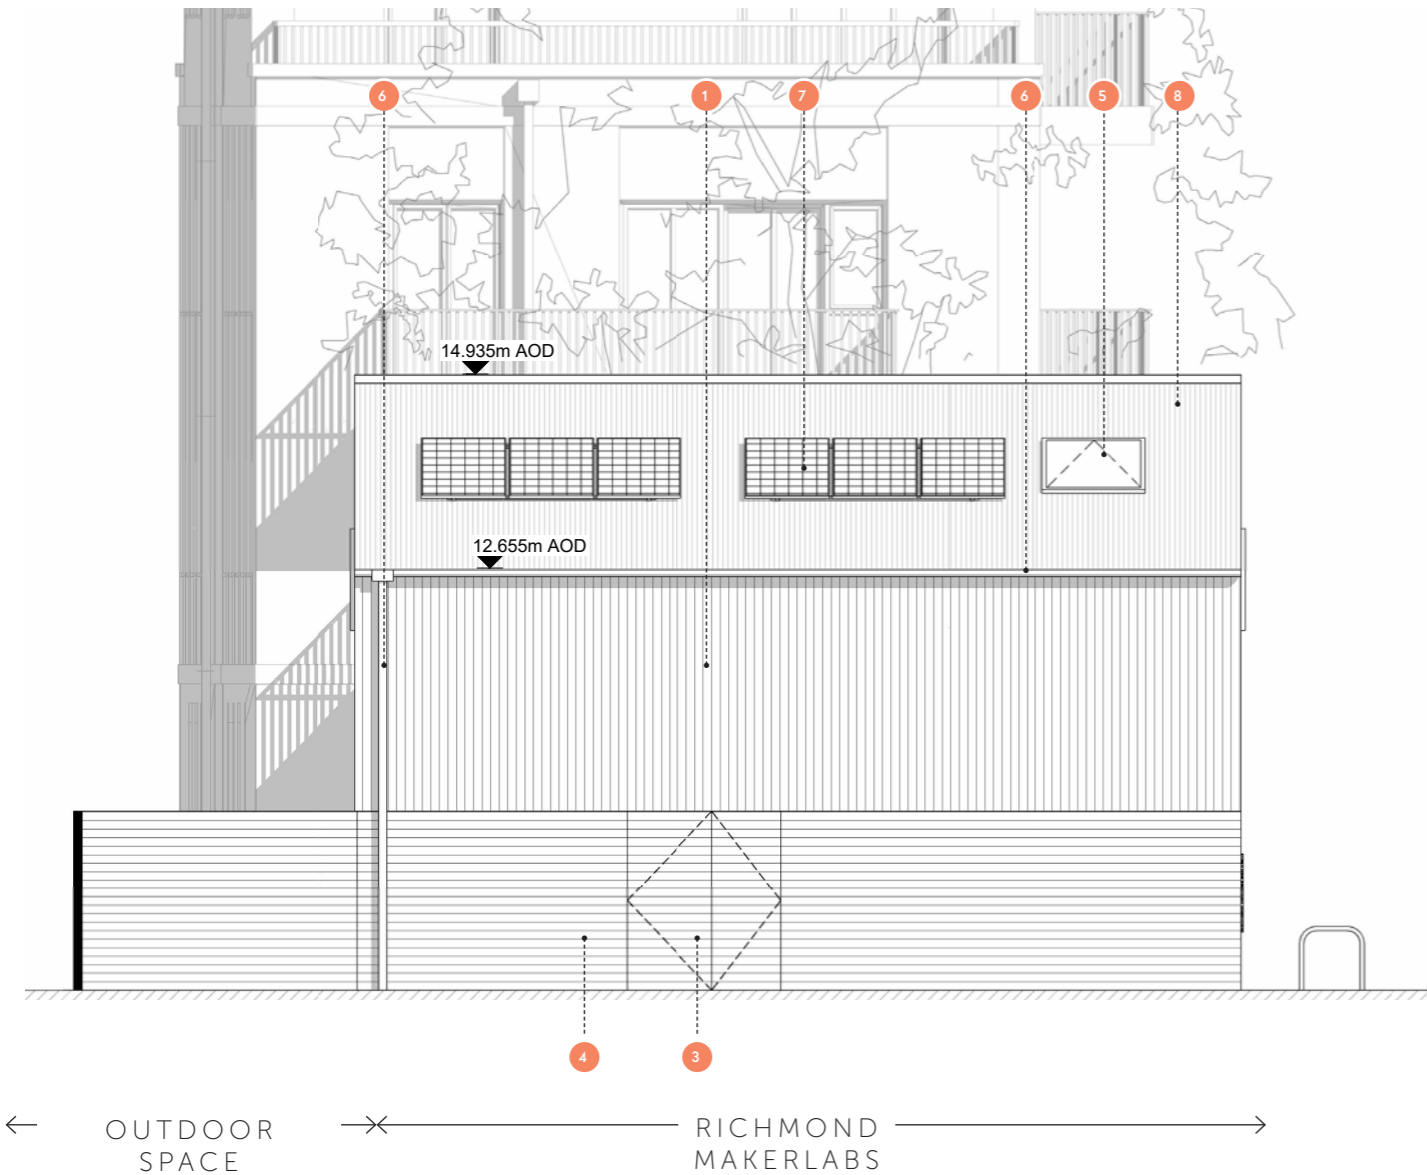 6 1 7 6 5 8
14.935m AOD
12.655m AOD
4 3
OUTDOOR
SPACE
RICHMOND
MAKERLABS